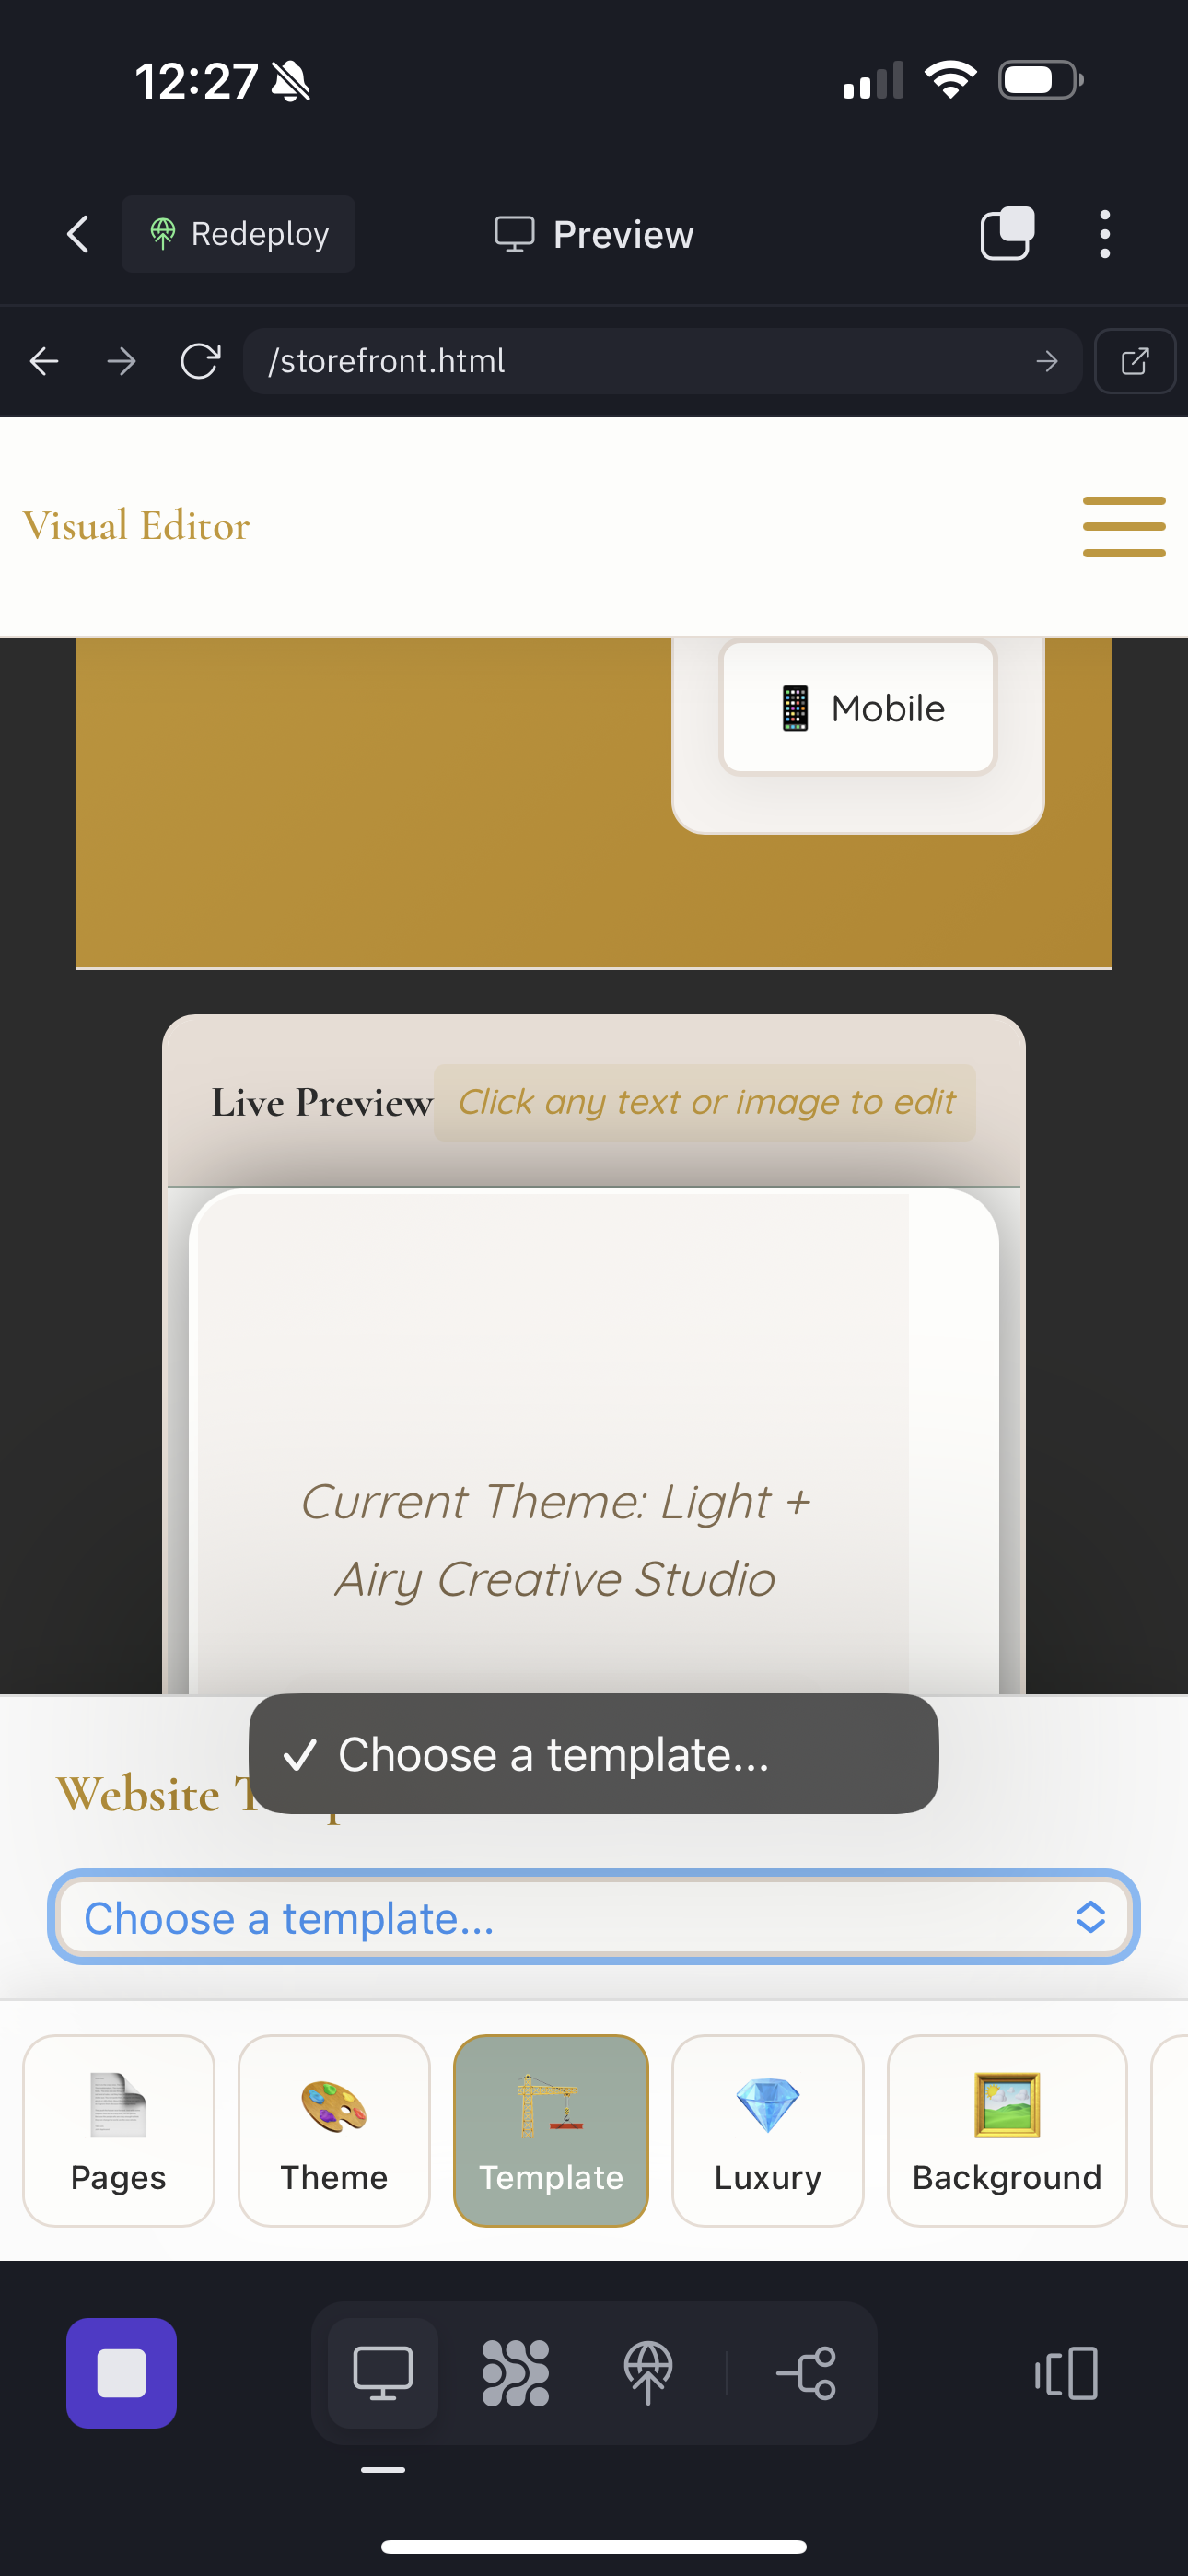 12:27
Redeploy
Preview
/storefront.html
Visual Editor
Mobile
Live Preview
Click any text or image to edit
Current Theme: Light +
Airy Creative Studio
✓ Choose a template...
Website
Choose a template...
Pages
Theme
Template
Luxury
Background